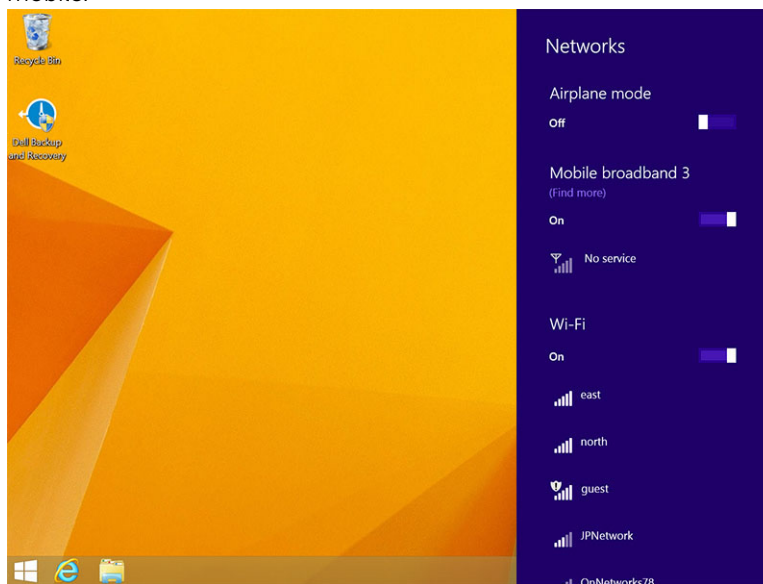 Recycle Bin
Dell Backup
and Recovery
Networks
Airplane mode
Off
Mobile broadband 3
(Find more)
On
No service
Wi-Fi
On
east
north
guest
JPNetwork
OnNetworks78